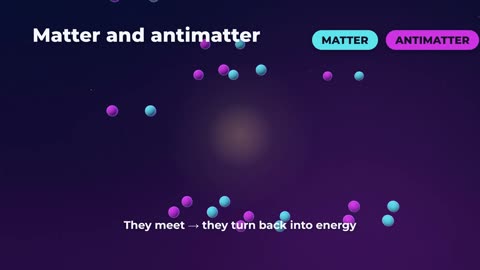 Matter and antimatter
MATTER
ANTIMATTER
They meet → they turn back into energy